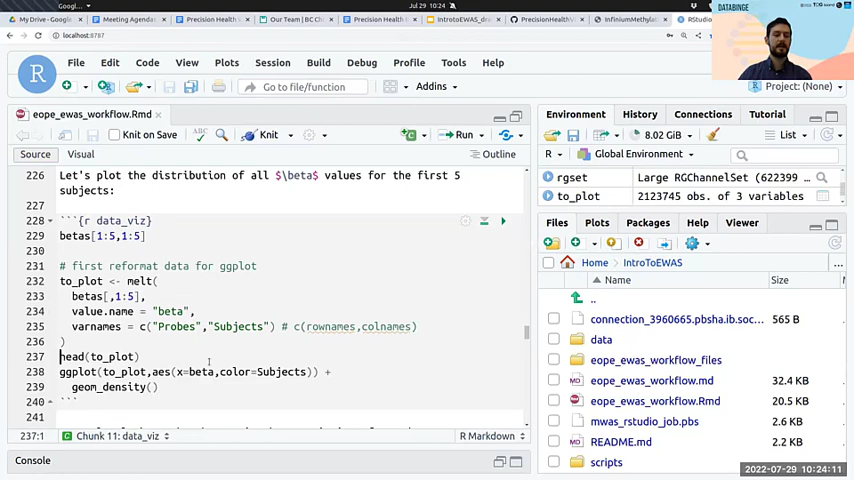 Googl...
Jul 29 10:24
My Drive - Google
Meeting Agenda
Precision Health i
Our Team | BC Ch
Precision Health
IntrotoEWAS_dra
PrecisionHealthVi
InfiniumMethylat
RStudio
DATABINGE
localhost:8787
File Edit Code View Plots Session Build Debug Profile Tools Help
Go to file/function
Addins
Project: (None)
eope_ewas_workflow.Rmd
Knit on Save
Knit
Run
Source Visual
Outline
226 Let's plot the distribution of all $\beta$ values for the first 5
subjects:
227
228 ```{r data_viz}
229 betas[1:5,1:5]
230
231 # first reformat data for ggplot
232 to_plot <- melt(
233 betas[,1:5],
234 value.name = "beta",
235 varnames = c("Probes","Subjects") # c(rownames,colnames)
236 )
237 head(to_plot)
238 ggplot(to_plot,aes(x=beta,color=Subjects)) +
239 geom_density()
240 ```
241
237:1 Chunk 11: data_viz R Markdown
Console
Environment History Connections Tutorial
8.02 GiB
List
R Global Environment
rgset Large RGChannelSet (622399 ...
to_plot 2123745 obs. of 3 variables
Files Plots Packages Help Viewer
Home IntroToEWAS
Name Size
..
connection_3960665.pbsha.ib.soc... 565 B
data
eope_ewas_workflow_files
eope_ewas_workflow.md 32.4 KB
eope_ewas_workflow.Rmd 20.5 KB
mwas_rstudio_job.pbs 2.6 KB
README.md 2.2 KB
scripts
2022-07-29 10:24:11